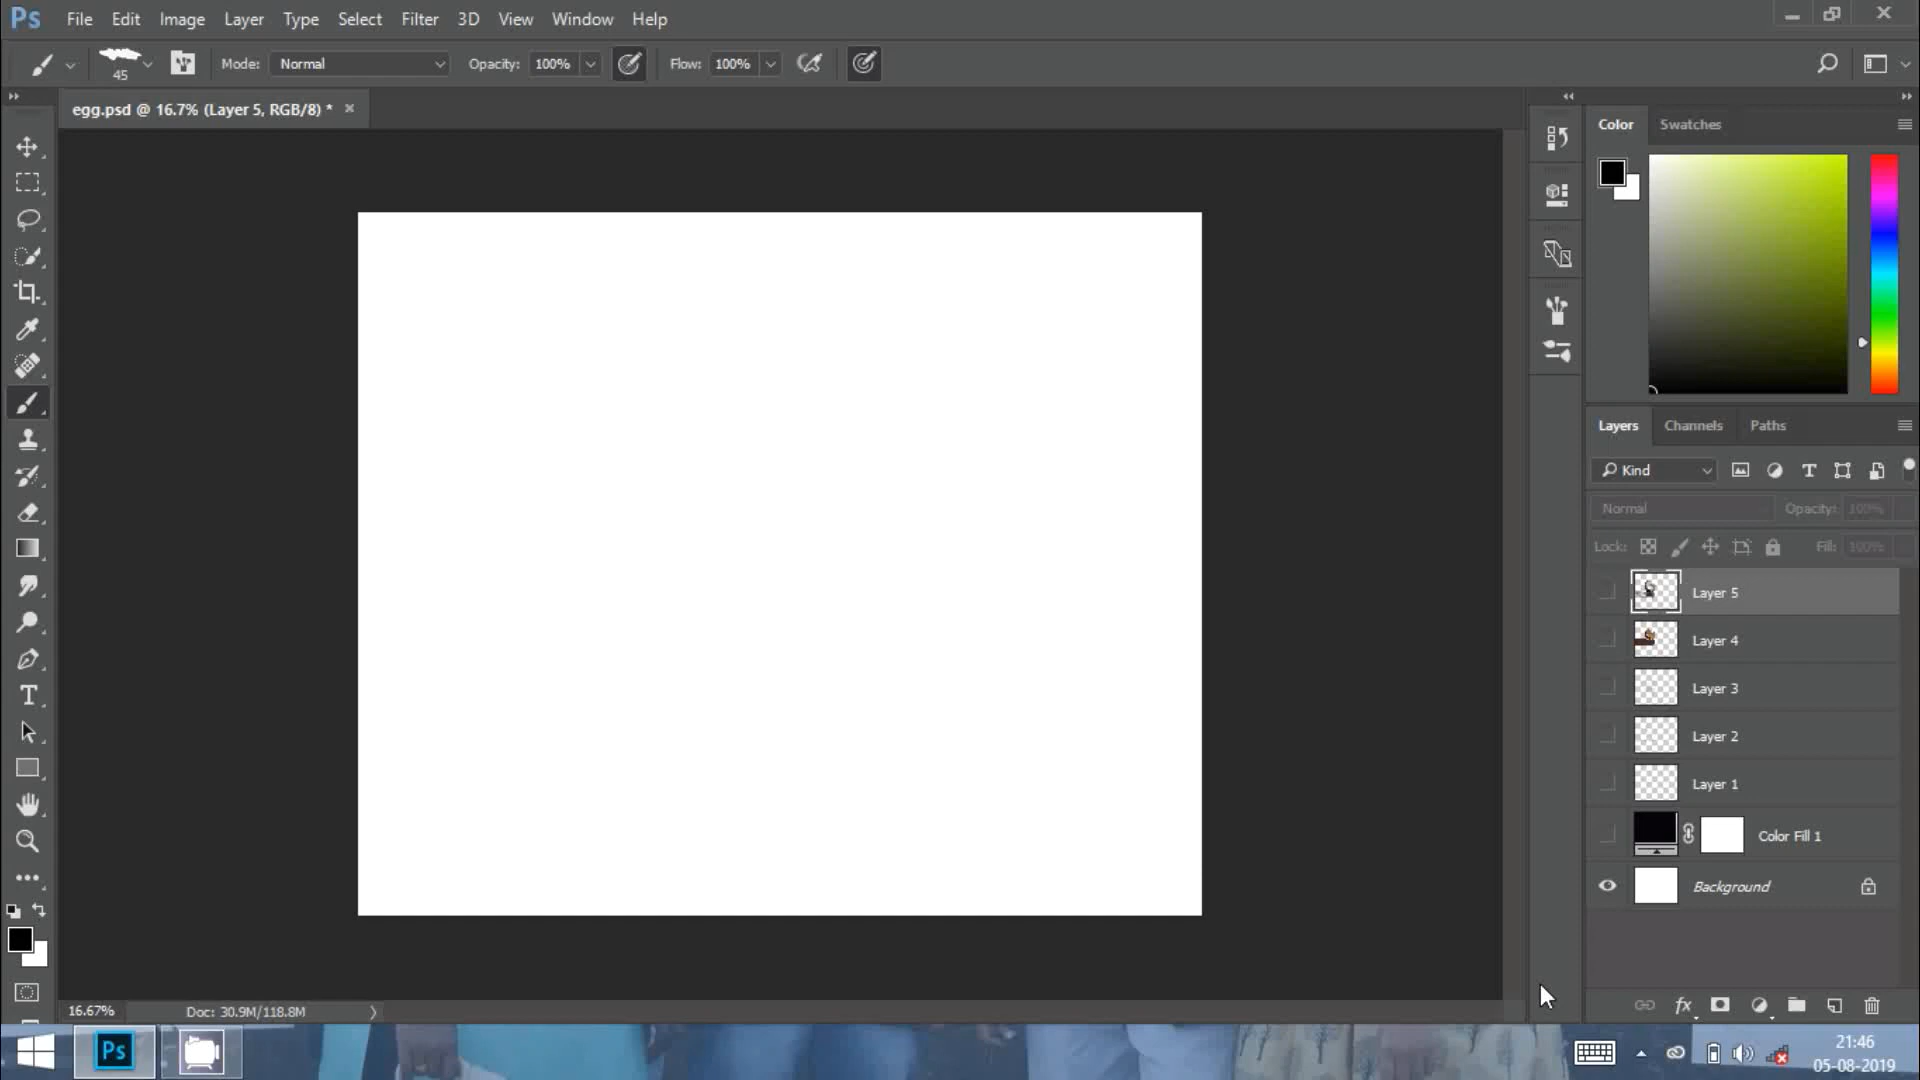 Ps File Edit Image Layer Type Select Filter 3D View Window Help
45 Mode: Normal Opacity: 100% Flow: 100%
egg.psd @ 16.7% (Layer 5, RGB/8) *
Color Swatches
Layers Channels Paths
Kind
Normal Opacity: 100%
Lock: Fill: 100%
Layer 5
Layer 4
Layer 3
Layer 2
Layer 1
Color Fill 1
Background
fx
16.67% Doc: 30.9M/118.8M
Ps
21:46
05-08-2019